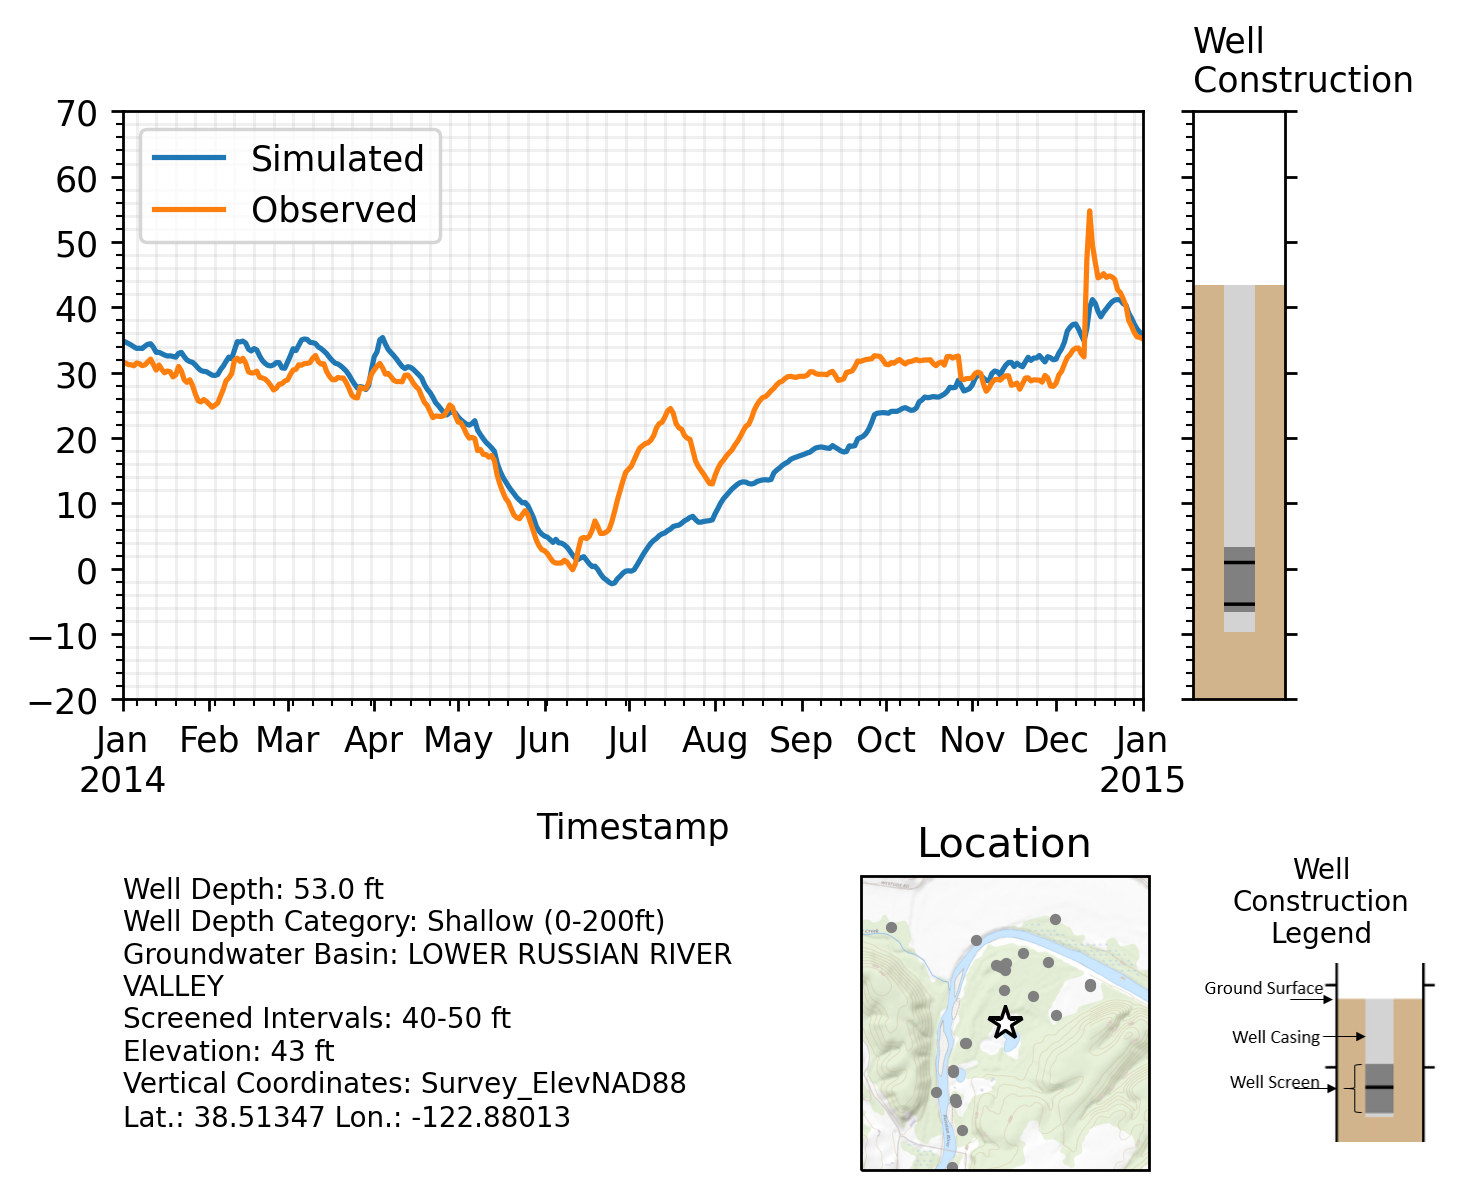 Well
Construction
70
60
50
40
30
20
10
0
−10
−20
Simulated
Observed
Jan Feb Mar Apr May Jun Jul Aug Sep Oct Nov Dec Jan
2014 2015
Timestamp
Well Depth: 53.0 ft
Well Depth Category: Shallow (0-200ft)
Groundwater Basin: LOWER RUSSIAN RIVER
VALLEY
Screened Intervals: 40-50 ft
Elevation: 43 ft
Vertical Coordinates: Survey_ElevNAD88
Lat.: 38.51347 Lon.: -122.88013
Location
Well
Construction
Legend
Ground Surface
Well Casing
Well Screen